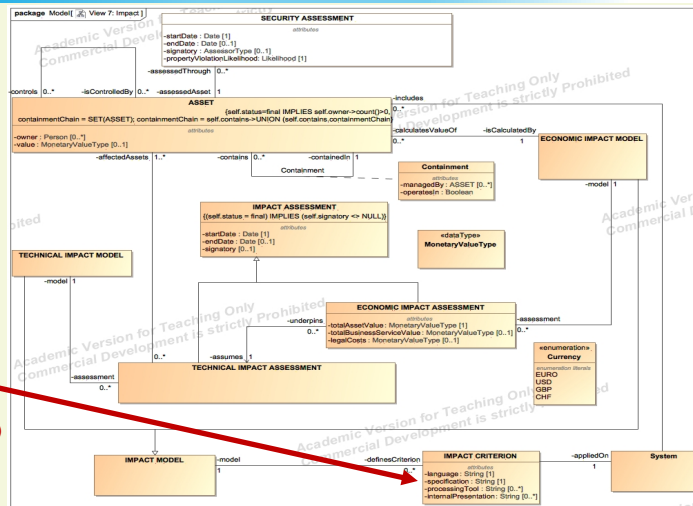 package Model[ View 7: Impact ]
SECURITY ASSESSMENT
attributes
-startDate : Date [1]
-endDate : Date [0..1]
-signatory : AssessorType [0..1]
-propertyViolationLikelihood : Likelihood [1]
-assessedThrough 0..*
-controls 0..* -isControlledBy 0..* -assessedAsset 1
ASSET
{self.status=final IMPLIES self.owner->count()>0,
containmentChain = SET(ASSET); containmentChain = self.contains->UNION (self.contains,containmentChain)}
attributes
-owner : Person [0..*]
-value : MonetaryValueType [0..1]
-includes
0..*
-calculatesValueOf -isCalculatedBy
0..* 1
ECONOMIC IMPACT MODEL
-affectedAssets 1..* -contains 0..* -containedIn 1
Containment
Containment
attributes
-managedBy : ASSET [0..*]
-operatesIn : Boolean
-model 1
IMPACT ASSESSMENT
{(self.status = final) IMPLIES (self.signatory <> NULL)}
attributes
-startDate : Date [1]
-endDate : Date [0..1]
-signatory [0..1]
«dataType»
MonetaryValueType
TECHNICAL IMPACT MODEL
-model 1
ECONOMIC IMPACT ASSESSMENT
attributes
-totalAssetValue : MonetaryValueType [1]
-totalBusinessServiceValue : MonetaryValueType [0..1]
-legalCosts : MonetaryValueType [0..1]
-underpins
0..*
-assessment
0..*
«enumeration»
Currency
enumeration literals
EURO
USD
GBP
CHF
0..* -assumes 1
TECHNICAL IMPACT ASSESSMENT
-assessment
0..*
IMPACT MODEL
-model
1
-definesCriterion
0..*
IMPACT CRITERION
attributes
-language : String [1]
-specification : String [1]
-processingTool : String [0..*]
-internalPresentation : String [0..*]
-appliedOn
1
System
Academic Version for Teaching Only
Commercial Development is strictly Prohibited